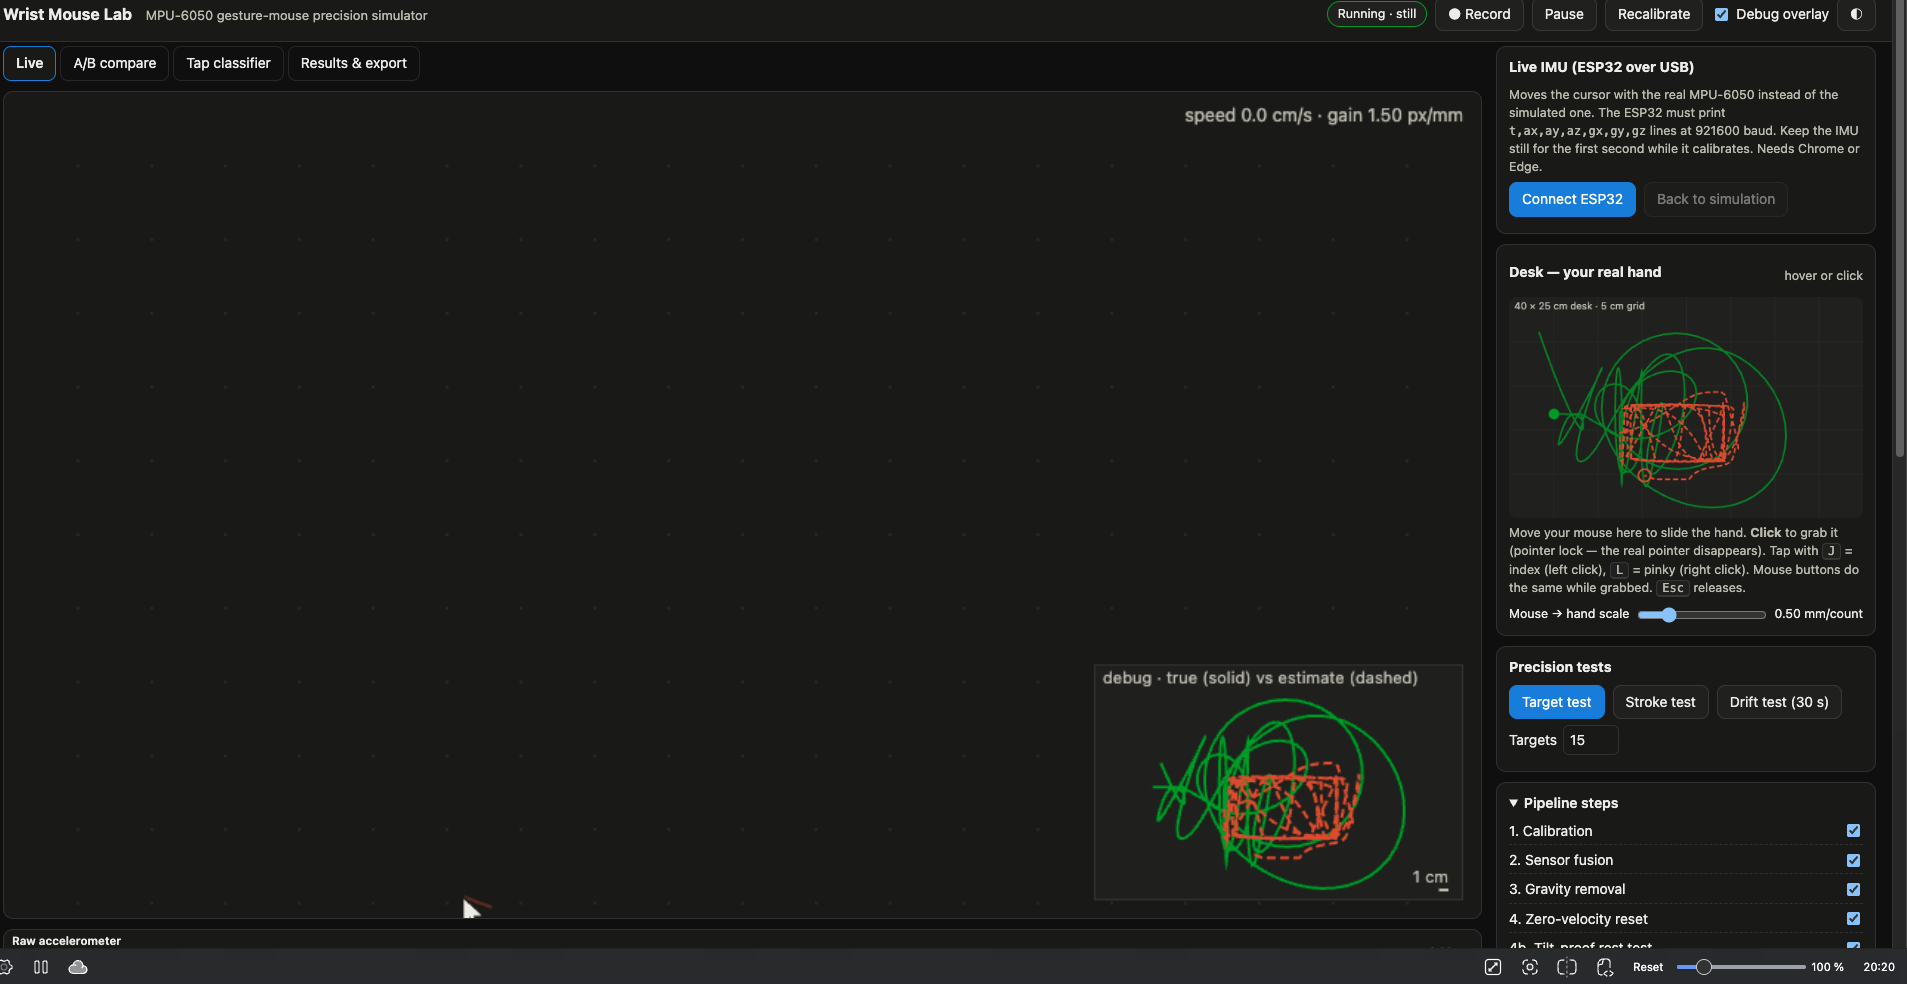 Wrist Mouse Lab MPU-6050 gesture-mouse precision simulator
Running · still Record Pause Recalibrate Debug overlay
Live A/B compare Tap classifier Results & export
speed 0.0 cm/s · gain 1.50 px/mm
debug · true (solid) vs estimate (dashed)
1 cm
Raw accelerometer
Live IMU (ESP32 over USB)
Moves the cursor with the real MPU-6050 instead of the
simulated one. The ESP32 must print
t,ax,ay,az,gx,gy,gz lines at 921600 baud. Keep the IMU
still for the first second while it calibrates. Needs Chrome or
Edge.
Connect ESP32 Back to simulation
Desk — your real hand hover or click
40 × 25 cm desk · 5 cm grid
Move your mouse here to slide the hand. Click to grab it
(pointer lock — the real pointer disappears). Tap with J =
index (left click), L = pinky (right click). Mouse buttons do
the same while grabbed. Esc releases.
Mouse → hand scale 0.50 mm/count
Precision tests
Target test Stroke test Drift test (30 s)
Targets 15
▼ Pipeline steps
1. Calibration
2. Sensor fusion
3. Gravity removal
4. Zero-velocity reset
4b. Tilt-proof rest test
Reset 100 % 20:20